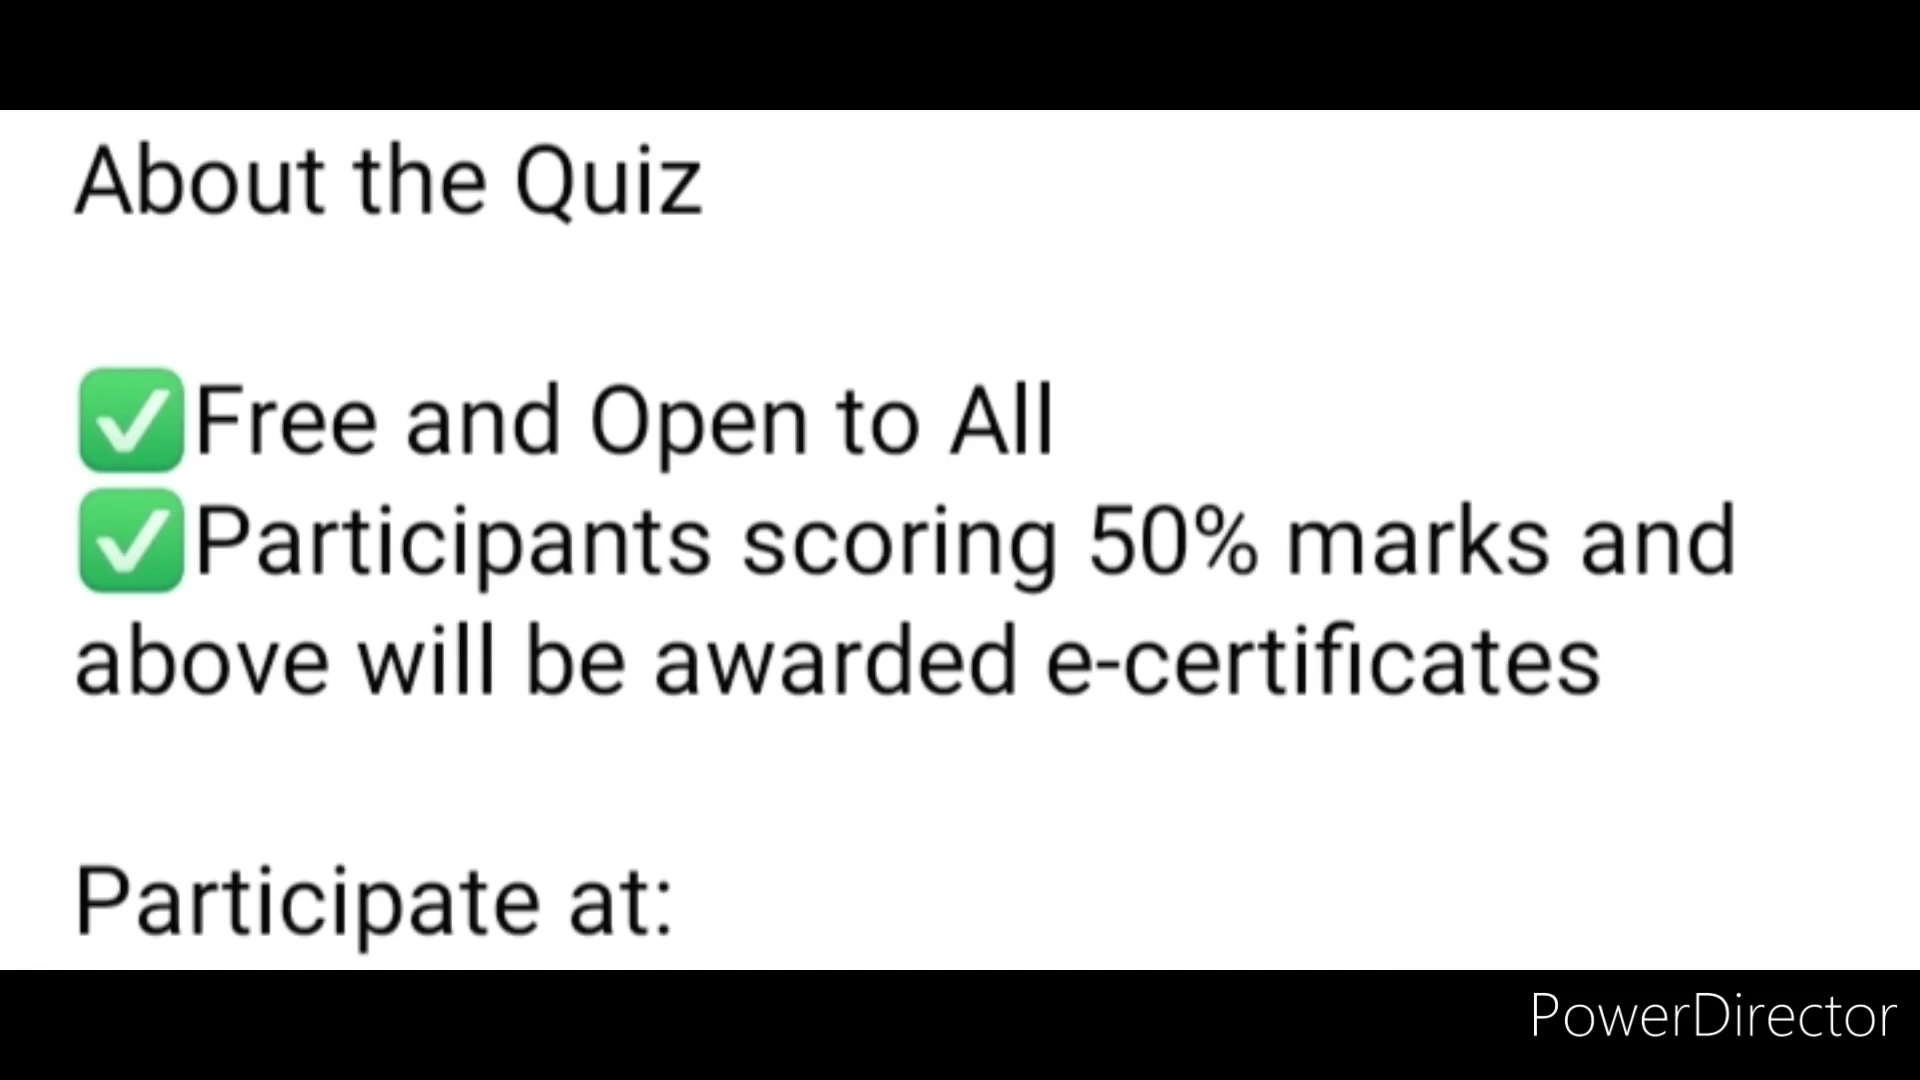 About the Quiz
✅Free and Open to All
✅Participants scoring 50% marks and
above will be awarded e-certificates
Participate at:
PowerDirector